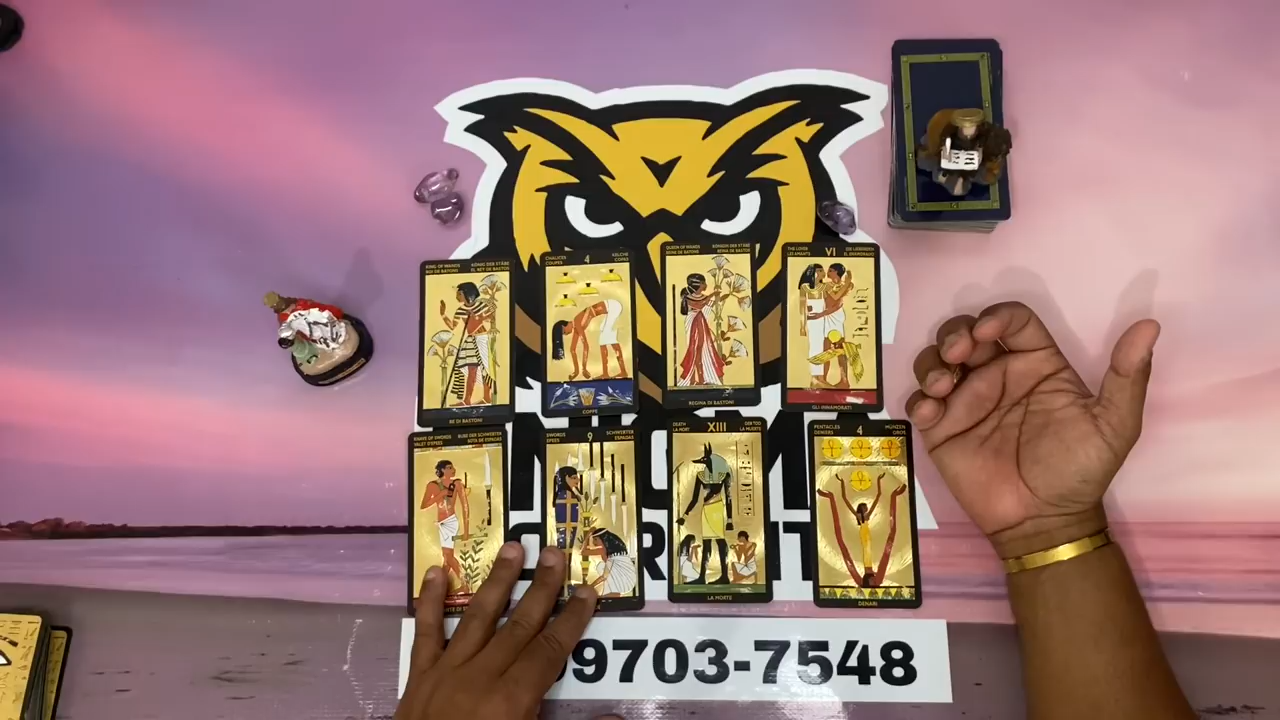 KING OF WANDS KÖNIG DER STÄBE
ROI DE BATONS EL REY DE BASTOS
RE DI BASTONI
CHALICES 4 KELCHE
COUPES COPAS
COPPE
QUEEN OF WANDS KÖNIGIN DER STÄBE
REINE DE BATONS REINA DE BASTOS
REGINA DI BASTONI
THE LOVERS VI DIE LIEBENDEN
LES AMANTS EL ENAMORADO
GLI INNAMORATI
KNAVE OF SWORDS BUBE DER SCHWERTER
VALET D'EPEES SOTA DE ESPADAS
SWORDS 9 SCHWERTER
EPEES ESPADAS
DEATH XIII DER TOD
LA MORT LA MUERTE
LA MORTE
PENTACLES 4 MÜNZEN
DENIERS OROS
DENARI
9703-7548